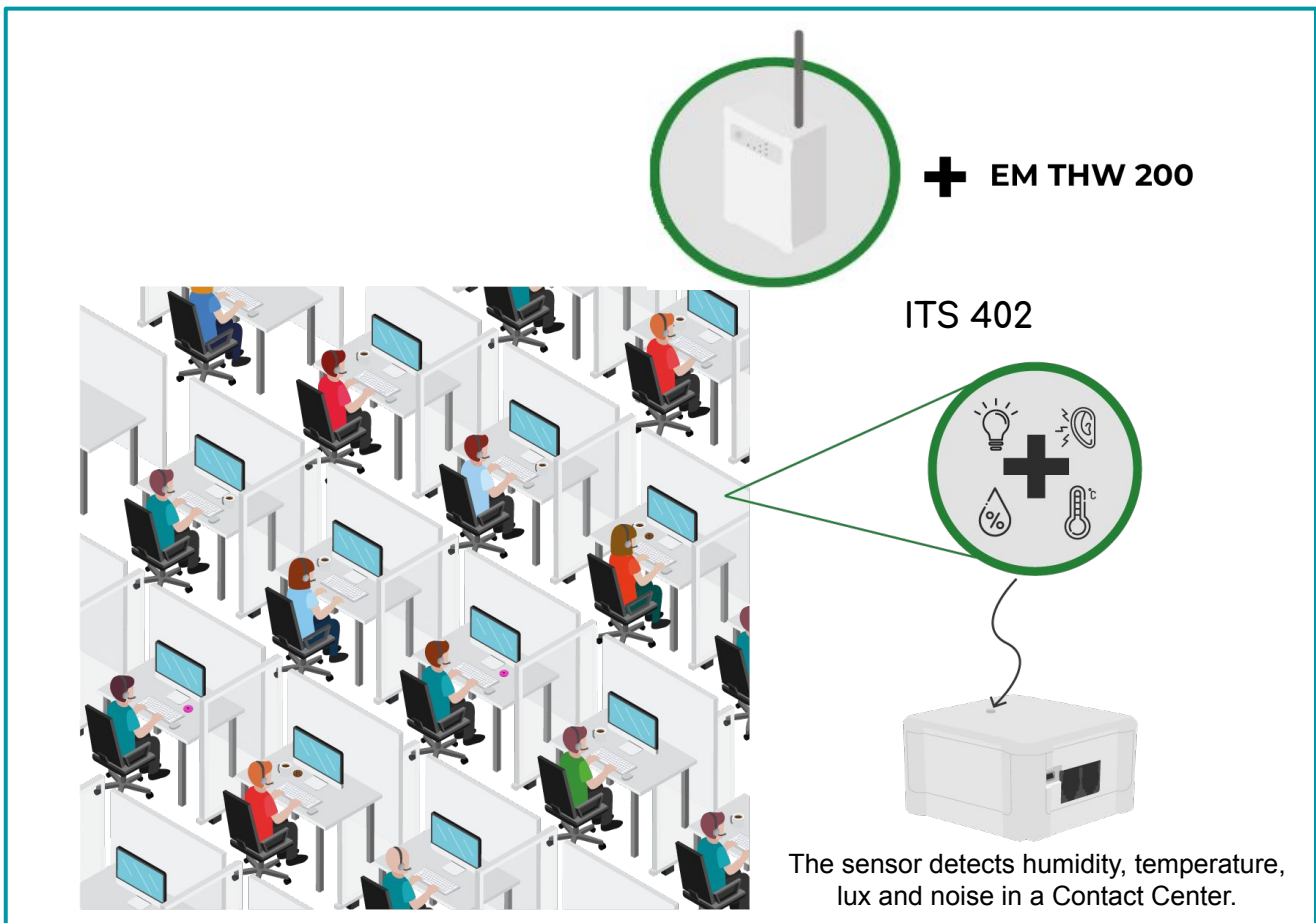 EM THW 200
ITS 402
°c
%
The sensor detects humidity, temperature,
lux and noise in a Contact Center.